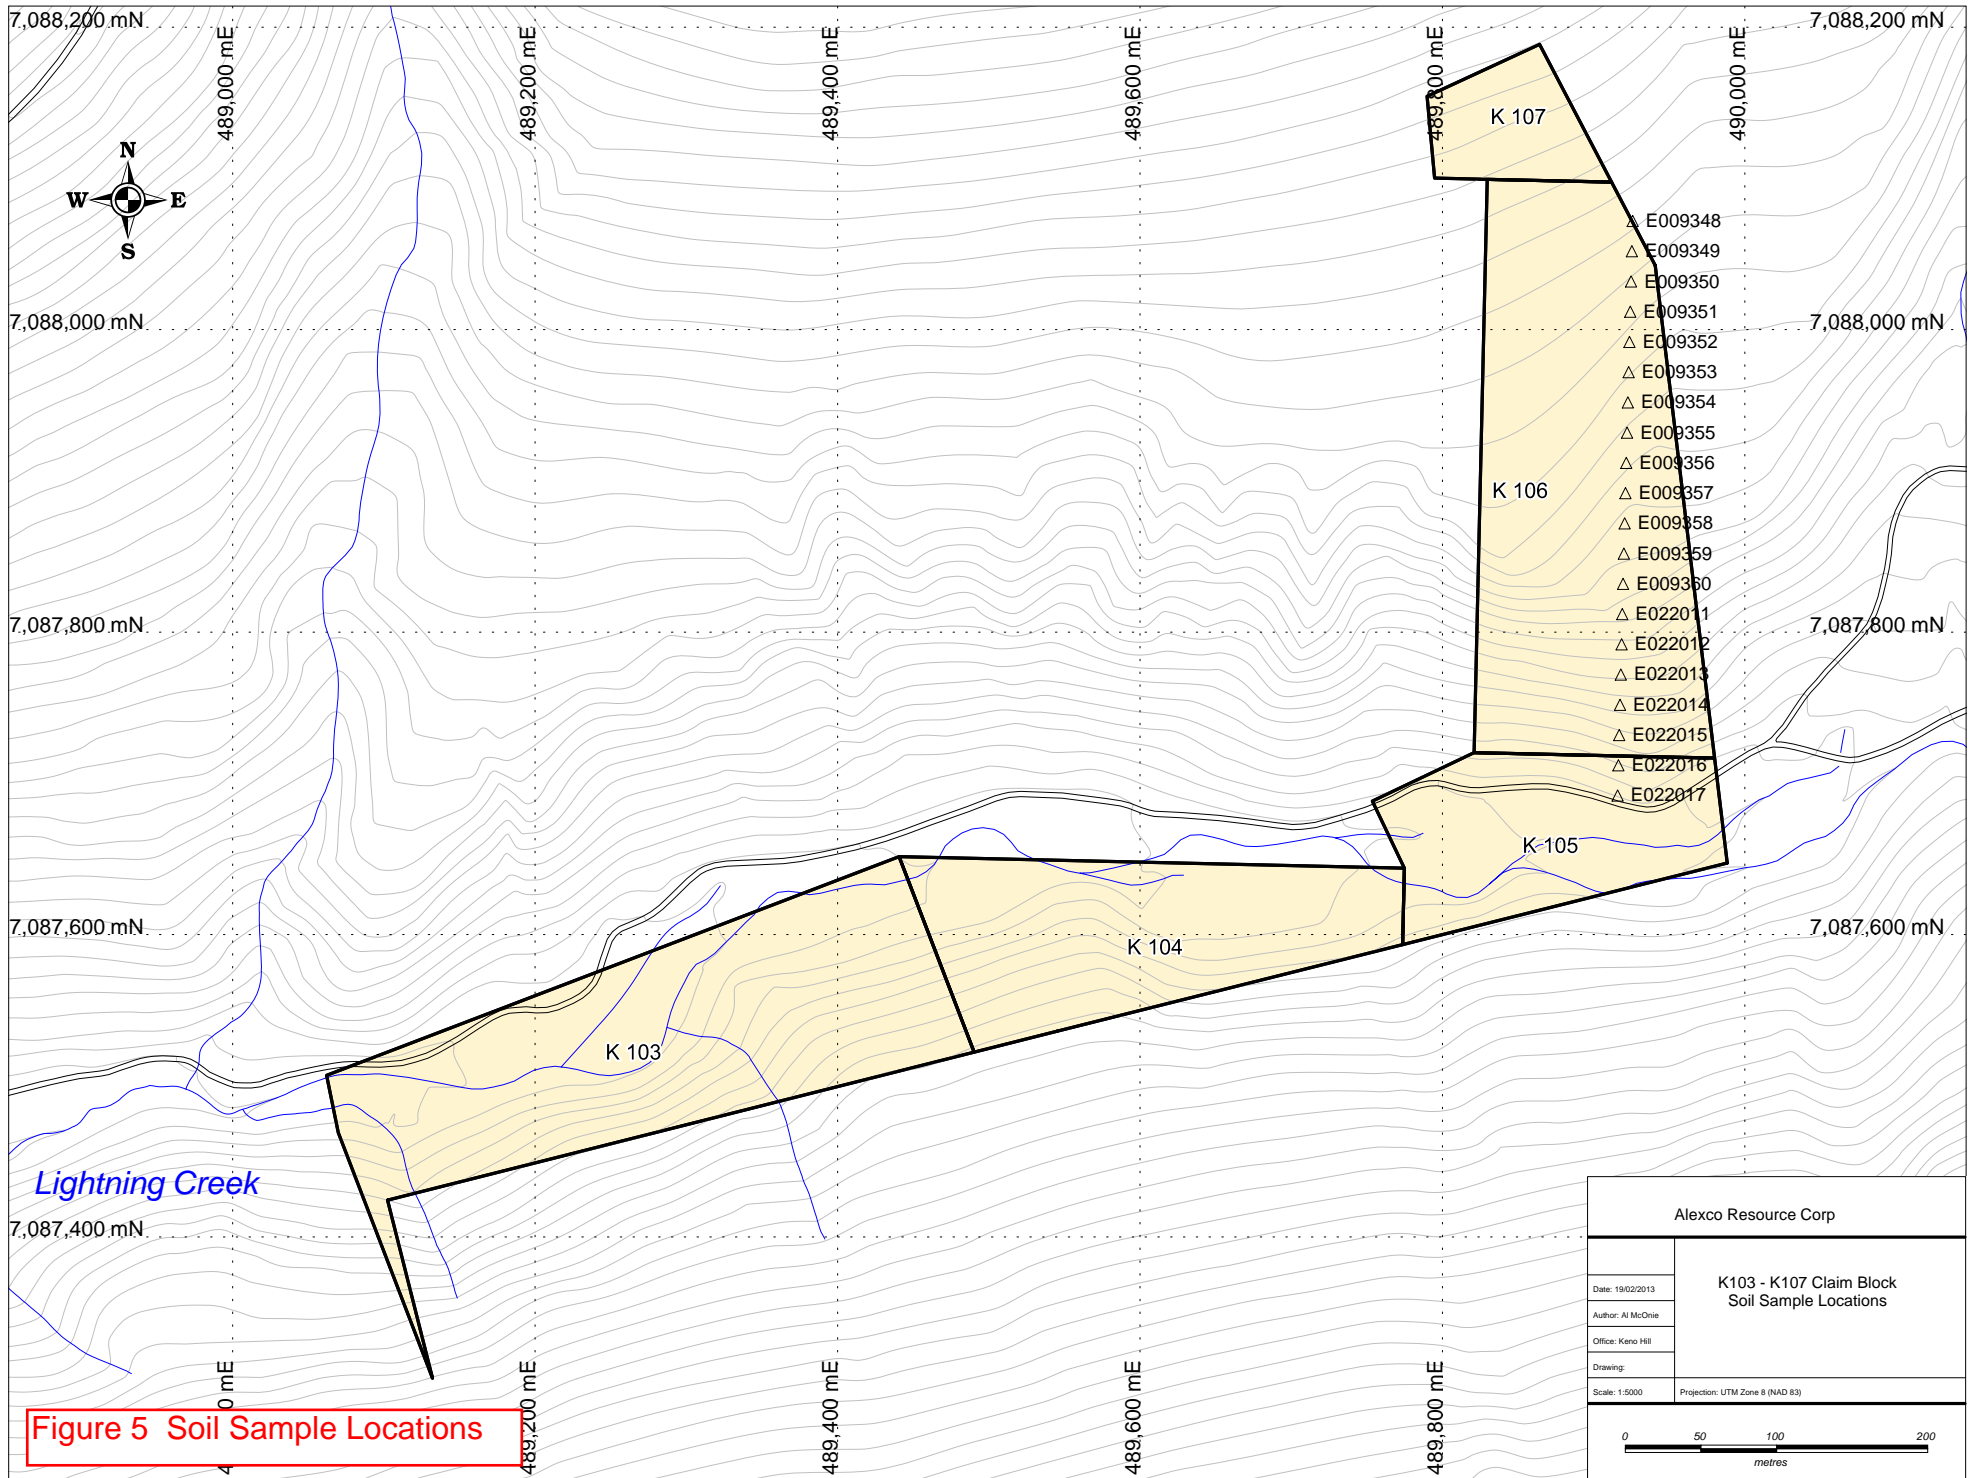 7,088,200 mN
7,088,200 mN
489,000 mE
489,200 mE
489,400 mE
489,600 mE
489,800 mE
490,000 mE
N
W E
S
K 107
E009348
E009349
E009350
E009351
7,088,000 mN
7,088,000 mN
E009352
E009353
E009354
E009355
E009356
K 106
E009357
E009358
E009359
E009360
E022011
7,087,800 mN
7,087,800 mN
E022012
E022013
E022014
E022015
E022016
E022017
K 105
7,087,600 mN
7,087,600 mN
K 104
K 103
Lightning Creek
7,087,400 mN
0 mE
489,200 mE
489,400 mE
489,600 mE
489,800 mE
Figure 5 Soil Sample Locations
Alexco Resource Corp
K103 - K107 Claim Block
Soil Sample Locations
Date: 19/02/2013
Author: Al McOnie
Office: Keno Hill
Drawing:
Scale: 1:5000
Projection: UTM Zone 8 (NAD 83)
0 50 100 200
metres